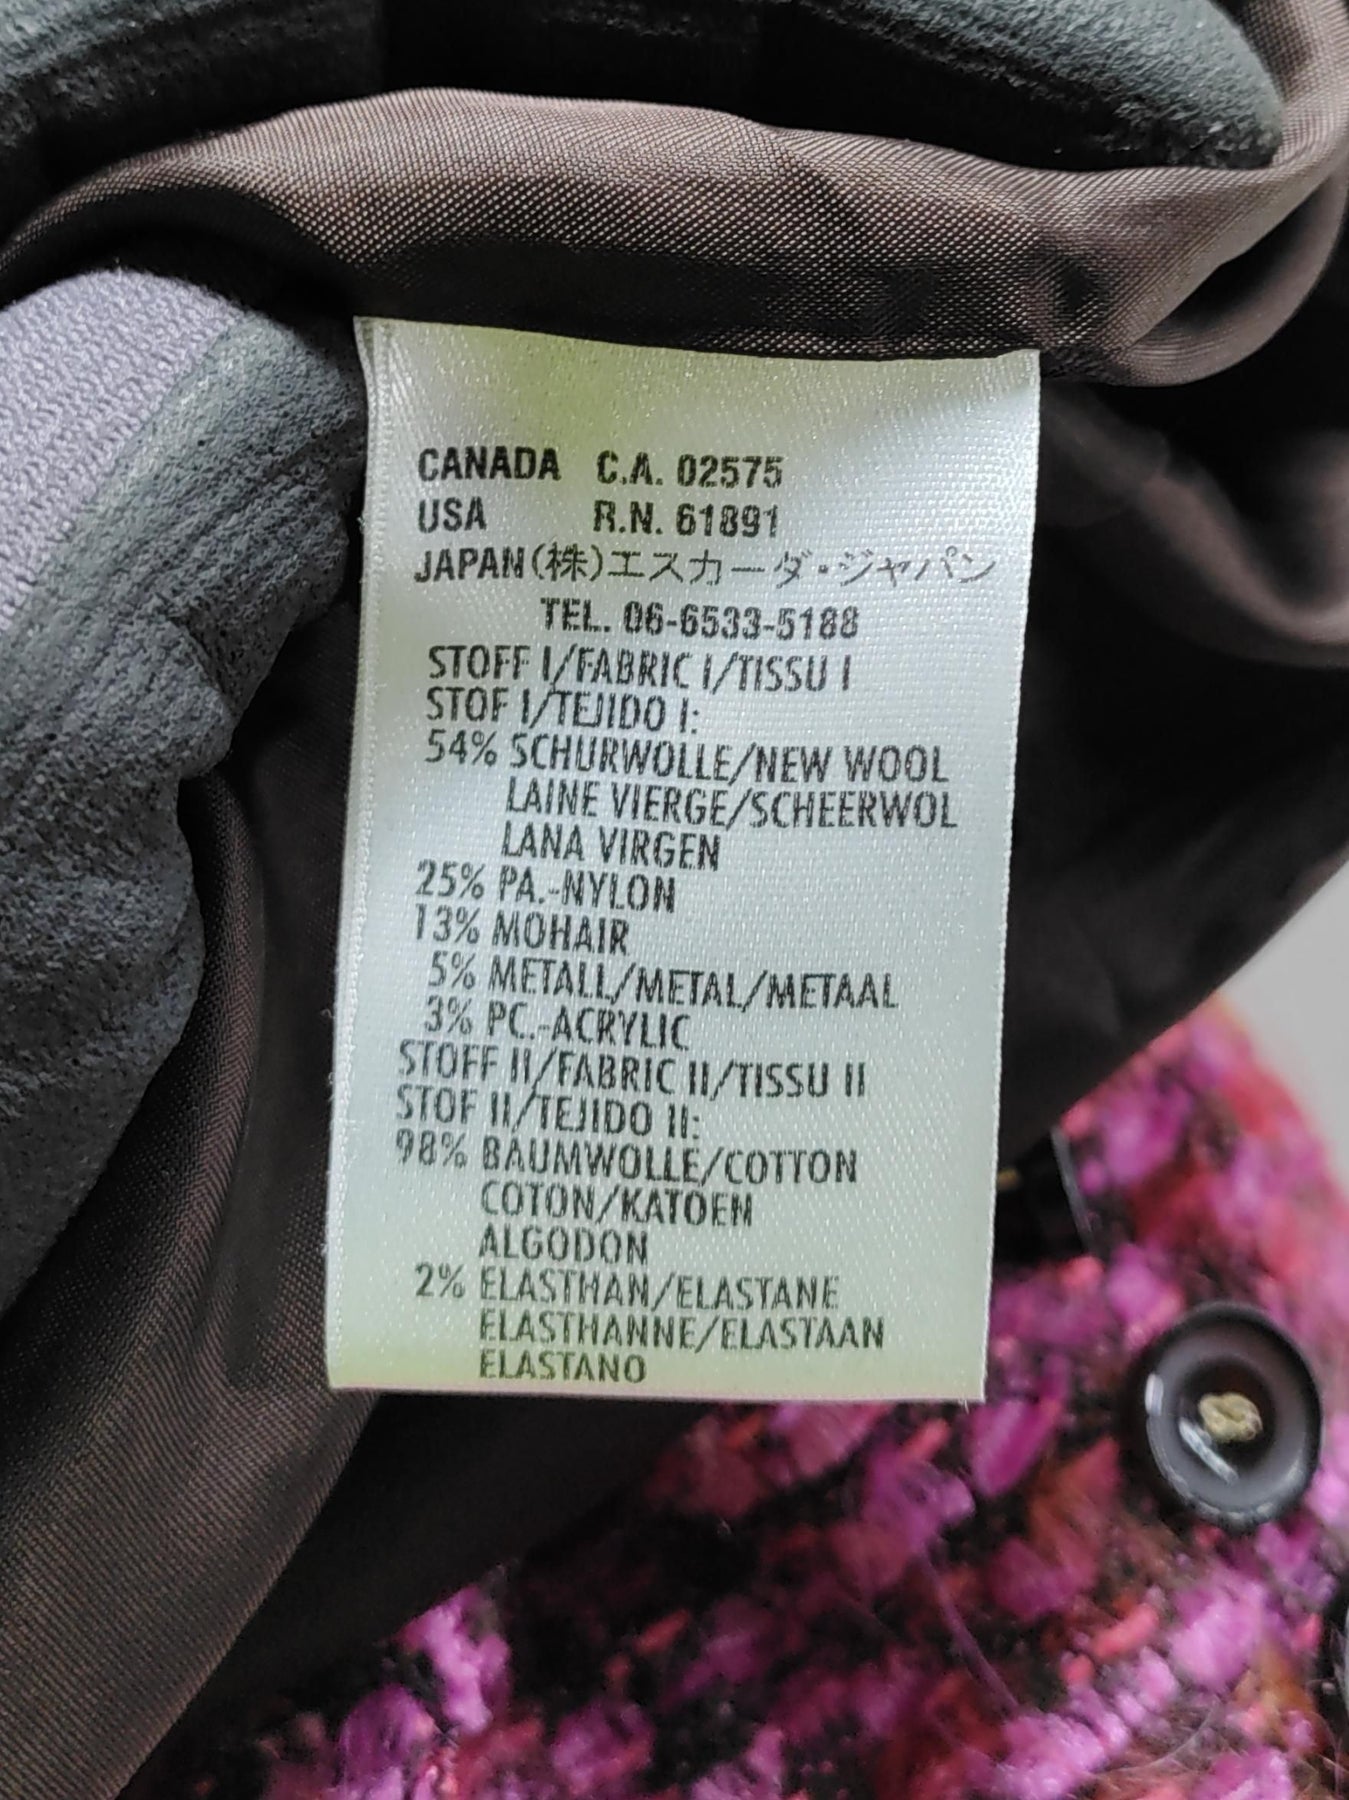 CANADA C.A. 02575
USA R.N. 61891
JAPAN(株)エスカーダ・ジャパン
TEL. 06-6533-5188
STOFF I/FABRIC I/TISSU I
STOF I/TEJIDO I:
54% SCHURWOLLE/NEW WOOL
LAINE VIERGE/SCHEERWOL
LANA VIRGEN
25% PA.-NYLON
13% MOHAIR
5% METALL/METAL/METAAL
3% PC.-ACRYLIC
STOFF II/FABRIC II/TISSU II
STOF II/TEJIDO II:
98% BAUMWOLLE/COTTON
COTON/KATOEN
ALGODON
2% ELASTHAN/ELASTANE
ELASTHANNE/ELASTAAN
ELASTANO